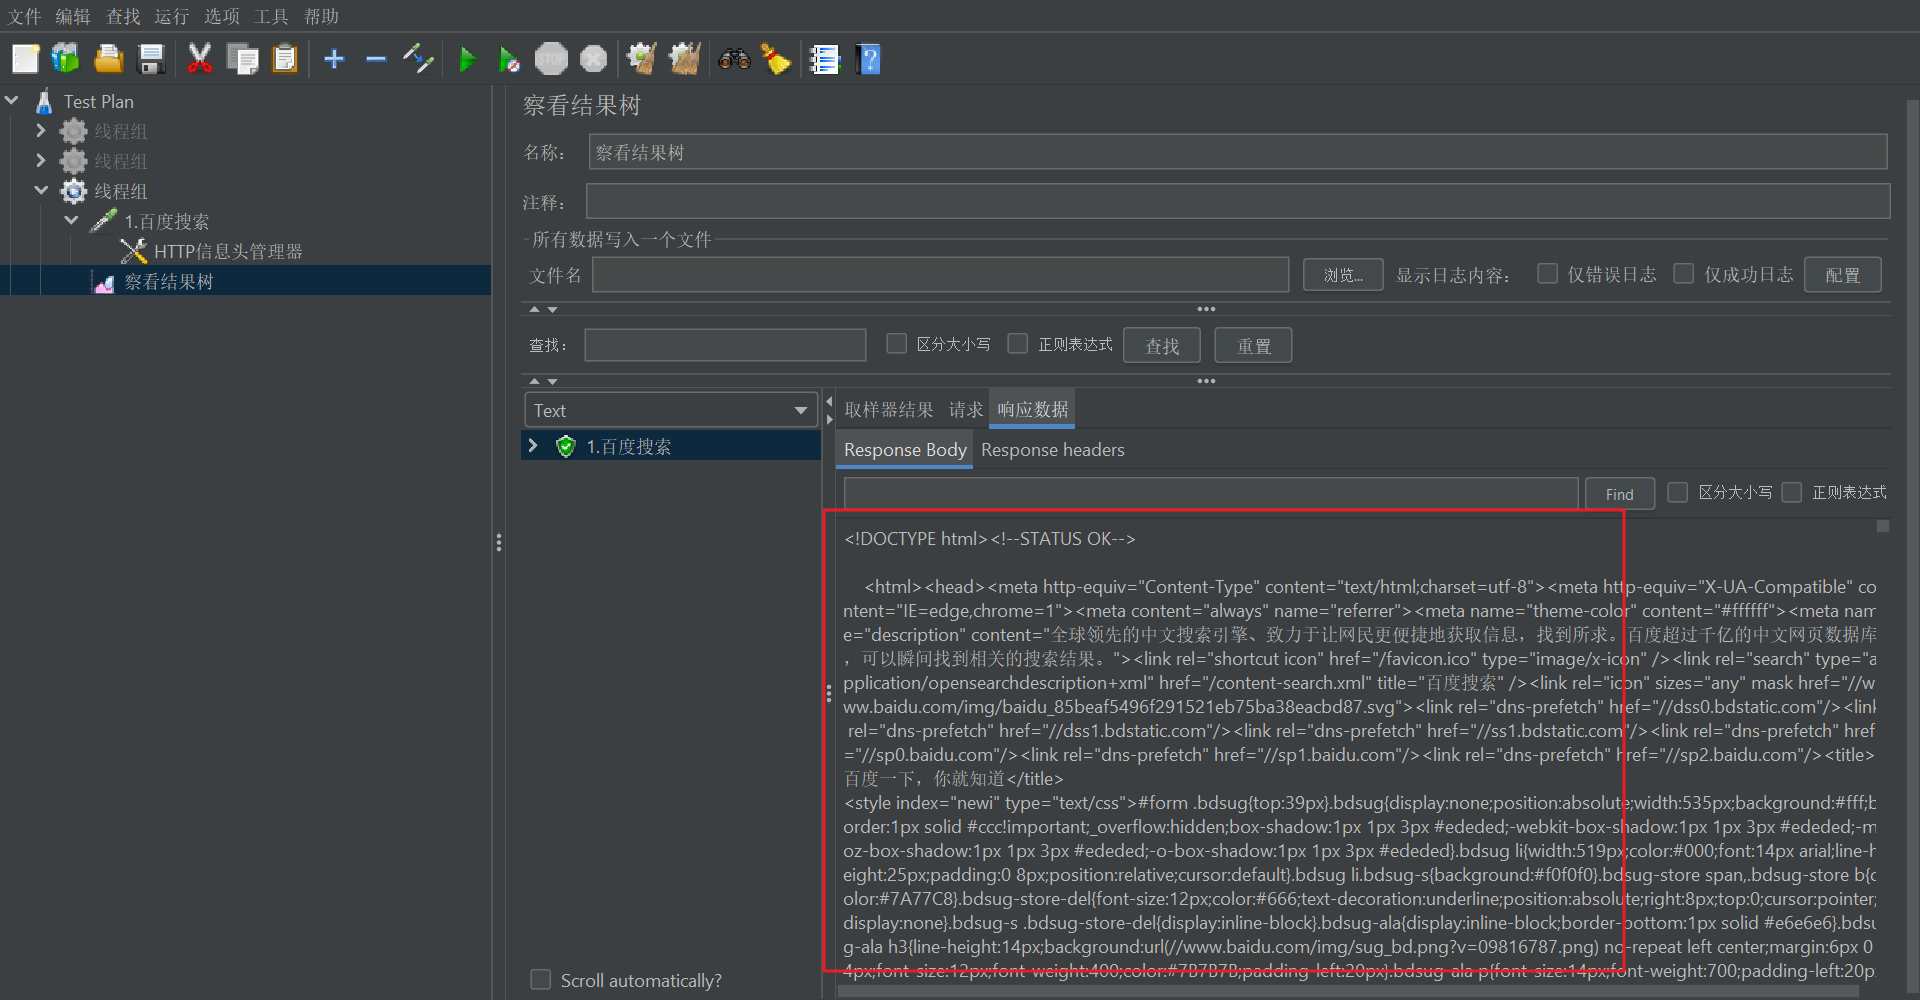 文件 编辑 查找 运行 选项 工具 帮助
STOP
Test Plan
线程组
线程组
线程组
1.百度搜索
HTTP信息头管理器
察看结果树
察看结果树
名称： 察看结果树
注释：
所有数据写入一个文件
文件名 浏览... 显示日志内容： 仅错误日志 仅成功日志 配置
查找： 区分大小写 正则表达式 查找 重置
Text
1.百度搜索
取样器结果 请求 响应数据
Response Body Response headers
Find 区分大小写 正则表达式
<!DOCTYPE html><!--STATUS OK-->
<html><head><meta http-equiv="Content-Type" content="text/html;charset=utf-8"><meta http-equiv="X-UA-Compatible" co
ntent="IE=edge,chrome=1"><meta content="always" name="referrer"><meta name="theme-color" content="#ffffff"><meta nam
e="description" content="全球领先的中文搜索引擎、致力于让网民更便捷地获取信息，找到所求。百度超过千亿的中文网页数据库
，可以瞬间找到相关的搜索结果。"><link rel="shortcut icon" href="/favicon.ico" type="image/x-icon" /><link rel="search" type="a
pplication/opensearchdescription+xml" href="/content-search.xml" title="百度搜索" /><link rel="icon" sizes="any" mask href="//w
ww.baidu.com/img/baidu_85beaf5496f291521eb75ba38eacbd87.svg"><link rel="dns-prefetch" href="//dss0.bdstatic.com"/><link
rel="dns-prefetch" href="//dss1.bdstatic.com"/><link rel="dns-prefetch" href="//ss1.bdstatic.com"/><link rel="dns-prefetch" href
="//sp0.baidu.com"/><link rel="dns-prefetch" href="//sp1.baidu.com"/><link rel="dns-prefetch" href="//sp2.baidu.com"/><title>
百度一下，你就知道</title>
<style index="newi" type="text/css">#form .bdsug{top:39px}.bdsug{display:none;position:absolute;width:535px;background:#fff;b
order:1px solid #ccc!important;_overflow:hidden;box-shadow:1px 1px 3px #ededed;-webkit-box-shadow:1px 1px 3px #ededed;-m
oz-box-shadow:1px 1px 3px #ededed;-o-box-shadow:1px 1px 3px #ededed}.bdsug li{width:519px;color:#000;font:14px arial;line-h
eight:25px;padding:0 8px;position:relative;cursor:default}.bdsug li.bdsug-s{background:#f0f0f0}.bdsug-store span,.bdsug-store b{c
olor:#7A77C8}.bdsug-store-del{font-size:12px;color:#666;text-decoration:underline;position:absolute;right:8px;top:0;cursor:pointer;
display:none}.bdsug-s .bdsug-store-del{display:inline-block}.bdsug-ala{display:inline-block;border-bottom:1px solid #e6e6e6}.bdsu
g-ala h3{line-height:14px;background:url(//www.baidu.com/img/sug_bd.png?v=09816787.png) no-repeat left center;margin:6px 0
4px;font-size:12px;font-weight:400;color:#7B7B7B;padding-left:20px}.bdsug-ala p{font-size:14px;font-weight:700;padding-left:20p
Scroll automatically?